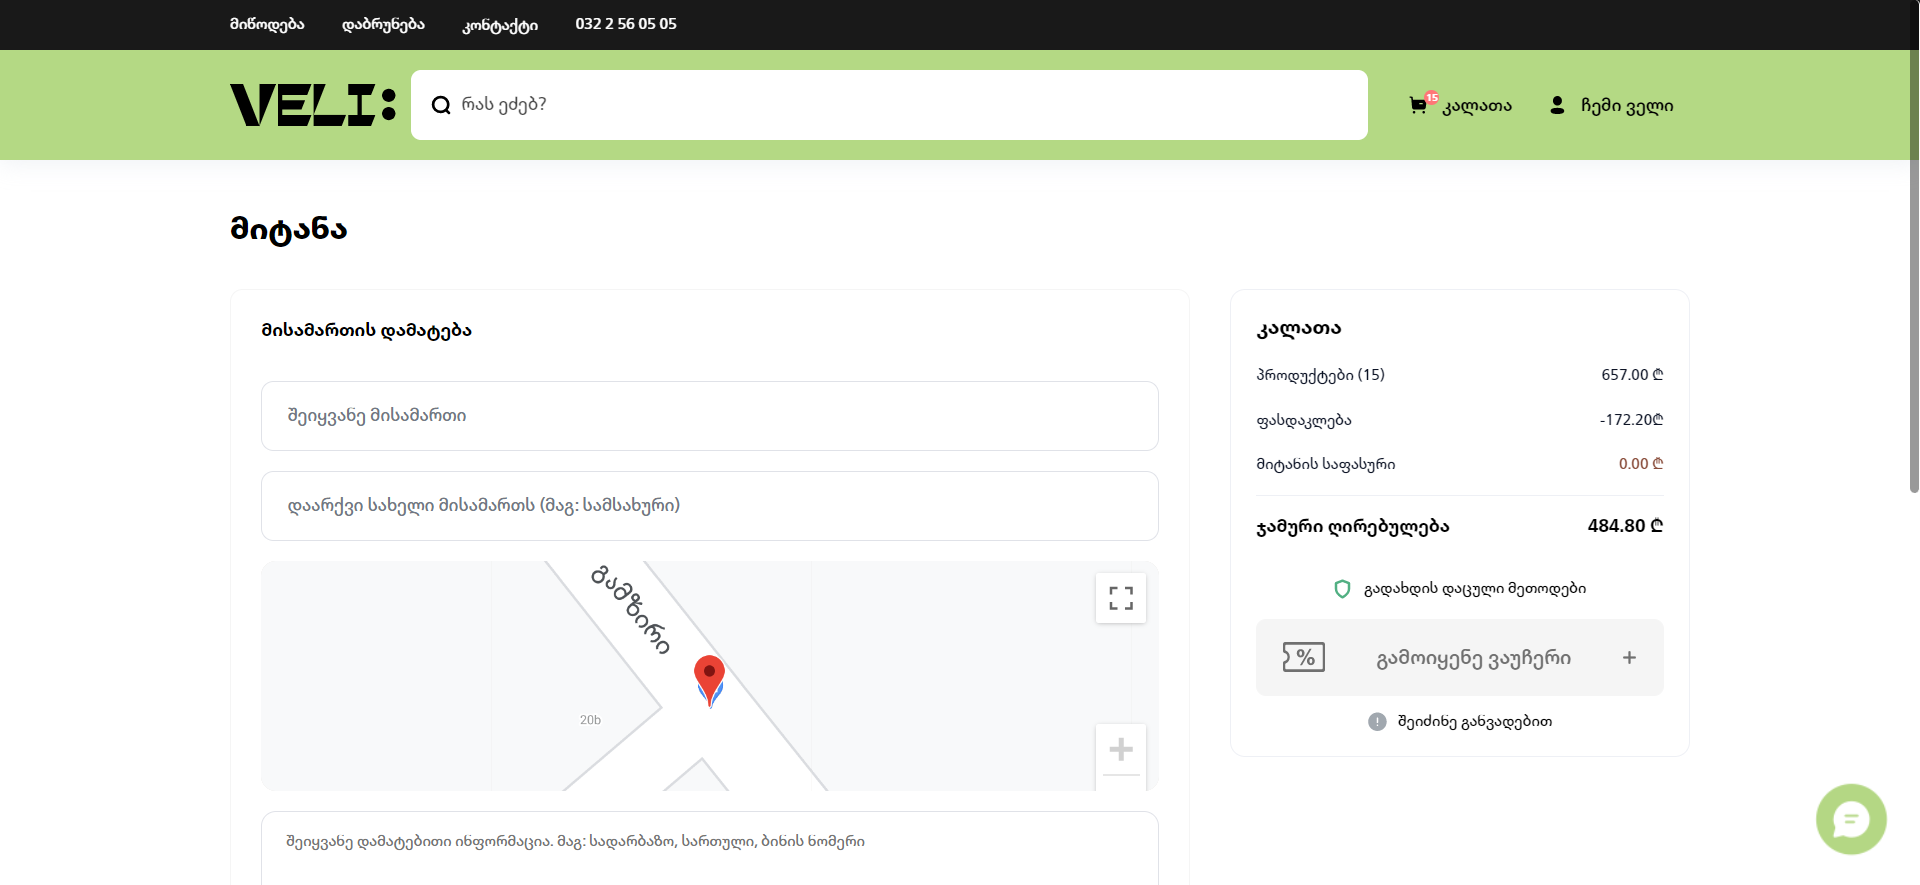 მიწოდება დაბრუნება კონტაქტი 032 2 56 05 05
VELI:
რას ეძებ?
15
კალათა
ჩემი ველი
მიტანა
მისამართის დამატება
შეიყვანე მისამართი
დაარქვი სახელი მისამართს (მაგ: სამსახური)
გამზირი
20b
შეიყვანე დამატებითი ინფორმაცია. მაგ: სადარბაზო, სართული, ბინის ნომერი
კალათა
პროდუქტები (15) 657.00 ₾
ფასდაკლება -172.20₾
მიტანის საფასური 0.00 ₾
ჯამური ღირებულება 484.80 ₾
გადახდის დაცული მეთოდები
% გამოიყენე ვაუჩერი +
შეიძინე განვადებით